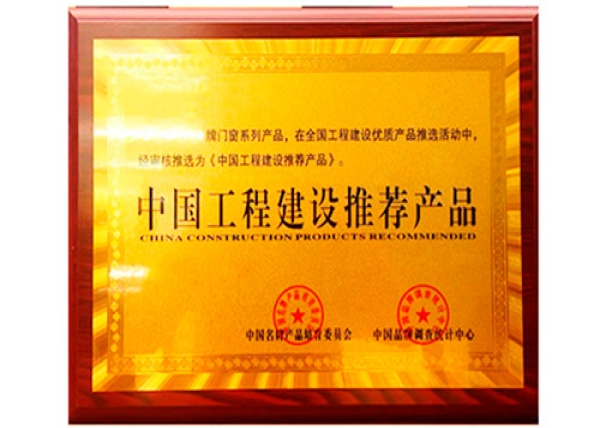 牌门窗系列产品，在全国工程建设优质产品推选活动中，
经审核推选为《中国工程建设推荐产品》。
中国工程建设推荐产品
CHINA CONSTRUCTION PRODUCTS RECOMMENDED
中国名牌产品培育委员会
中国品牌调查统计中心